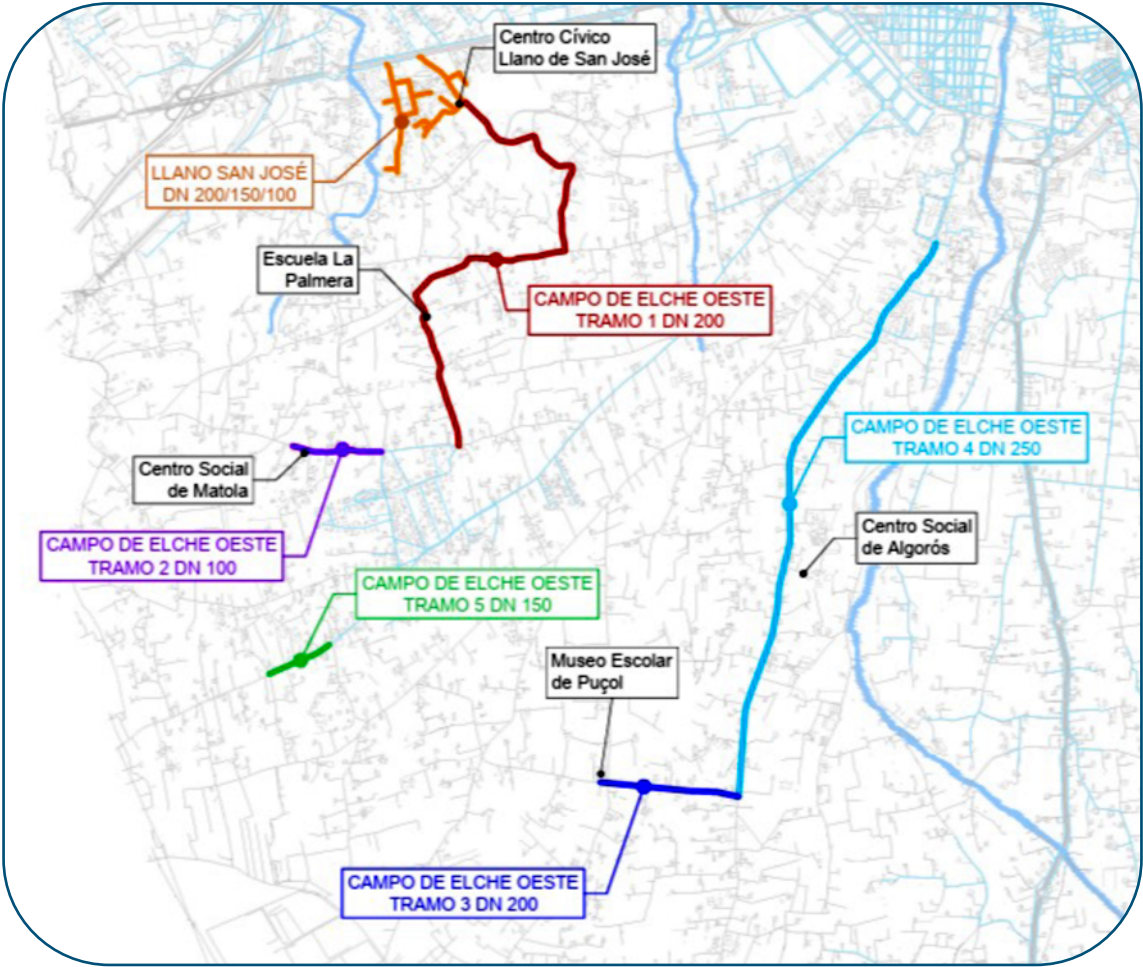 Centro Cívico
Llano de San José
LLANO SAN JOSÉ
DN 200/150/100
Escuela La
Palmera
CAMPO DE ELCHE OESTE
TRAMO 1 DN 200
CAMPO DE ELCHE OESTE
TRAMO 4 DN 250
Centro Social
de Matola
CAMPO DE ELCHE OESTE
TRAMO 2 DN 100
Centro Social
de Algorós
CAMPO DE ELCHE OESTE
TRAMO 5 DN 150
Museo Escolar
de Puçol
CAMPO DE ELCHE OESTE
TRAMO 3 DN 200